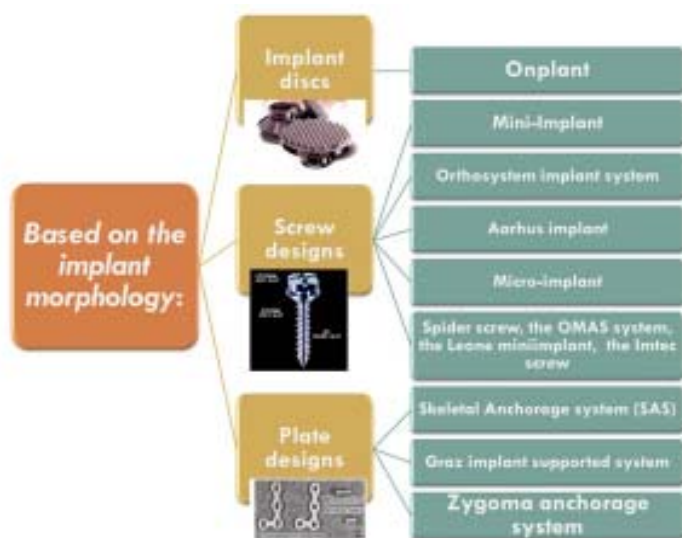 Based on the
implant
morphology:
Implant
discs
Onplant
Screw
designs
Mini-Implant
Orthosystem implant system
Aarhus implant
Micro-implant
Spider screw, the OMAS system,
the Leone miniimplant, the Imtec
screw
Plate
designs
Skeletal Anchorage system (SAS)
Graz implant supported system
Zygoma anchorage
system